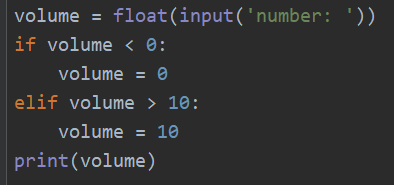 volume = float(input('number: '))
if volume < 0:
    volume = 0
elif volume > 10:
    volume = 10
print(volume)